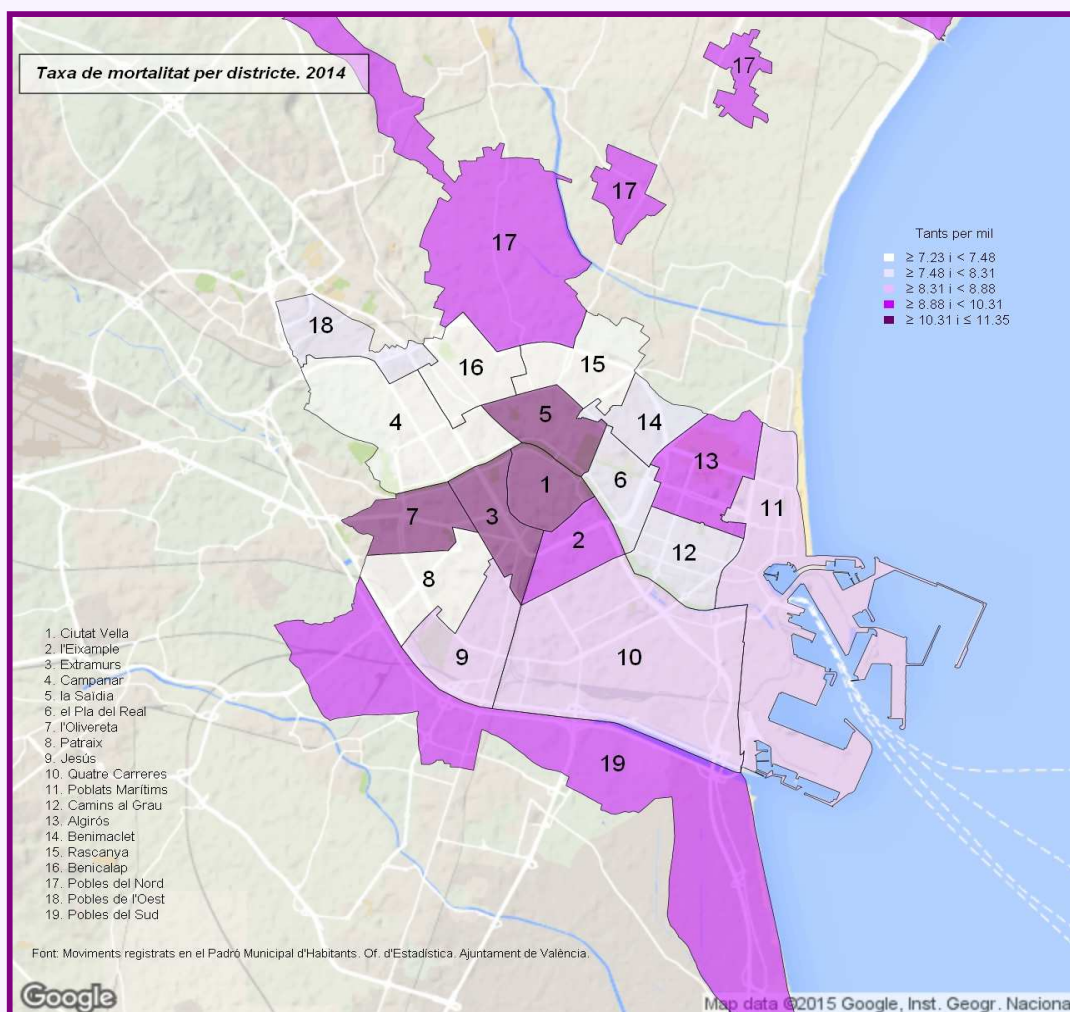 Taxa de mortalitat per districte. 2014
17
17
17
Tants per mil
≥ 7.23 i < 7.48
≥ 7.48 i < 8.31
≥ 8.31 i < 8.88
≥ 8.88 i < 10.31
≥ 10.31 i ≤ 11.35
18
16
15
4
5
14
13
6
11
1
7
3
2
12
8
9
10
19
1. Ciutat Vella
2. l'Eixample
3. Extramurs
4. Campanar
5. la Saïdia
6. el Pla del Real
7. l'Olivereta
8. Patraix
9. Jesús
10. Quatre Carreres
11. Poblats Marítims
12. Camins al Grau
13. Algirós
14. Benimaclet
15. Rascanya
16. Benicalap
17. Pobles del Nord
18. Pobles de l'Oest
19. Pobles del Sud
Font: Moviments registrats en el Padró Municipal d'Habitants. Of. d'Estadística. Ajuntament de València.
Google
Map data ©2015 Google, Inst. Geogr. Naciona